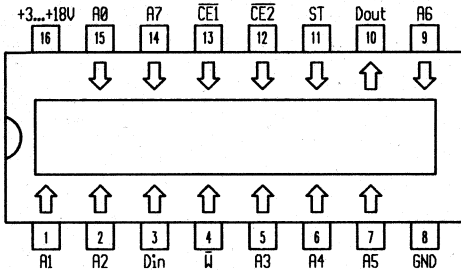 +3...+18V A0 A7 CE1 CE2 ST Dout A6
16 15 14 13 12 11 10 9
1 2 3 4 5 6 7 8
A1 A2 Din W A3 A4 A5 GND